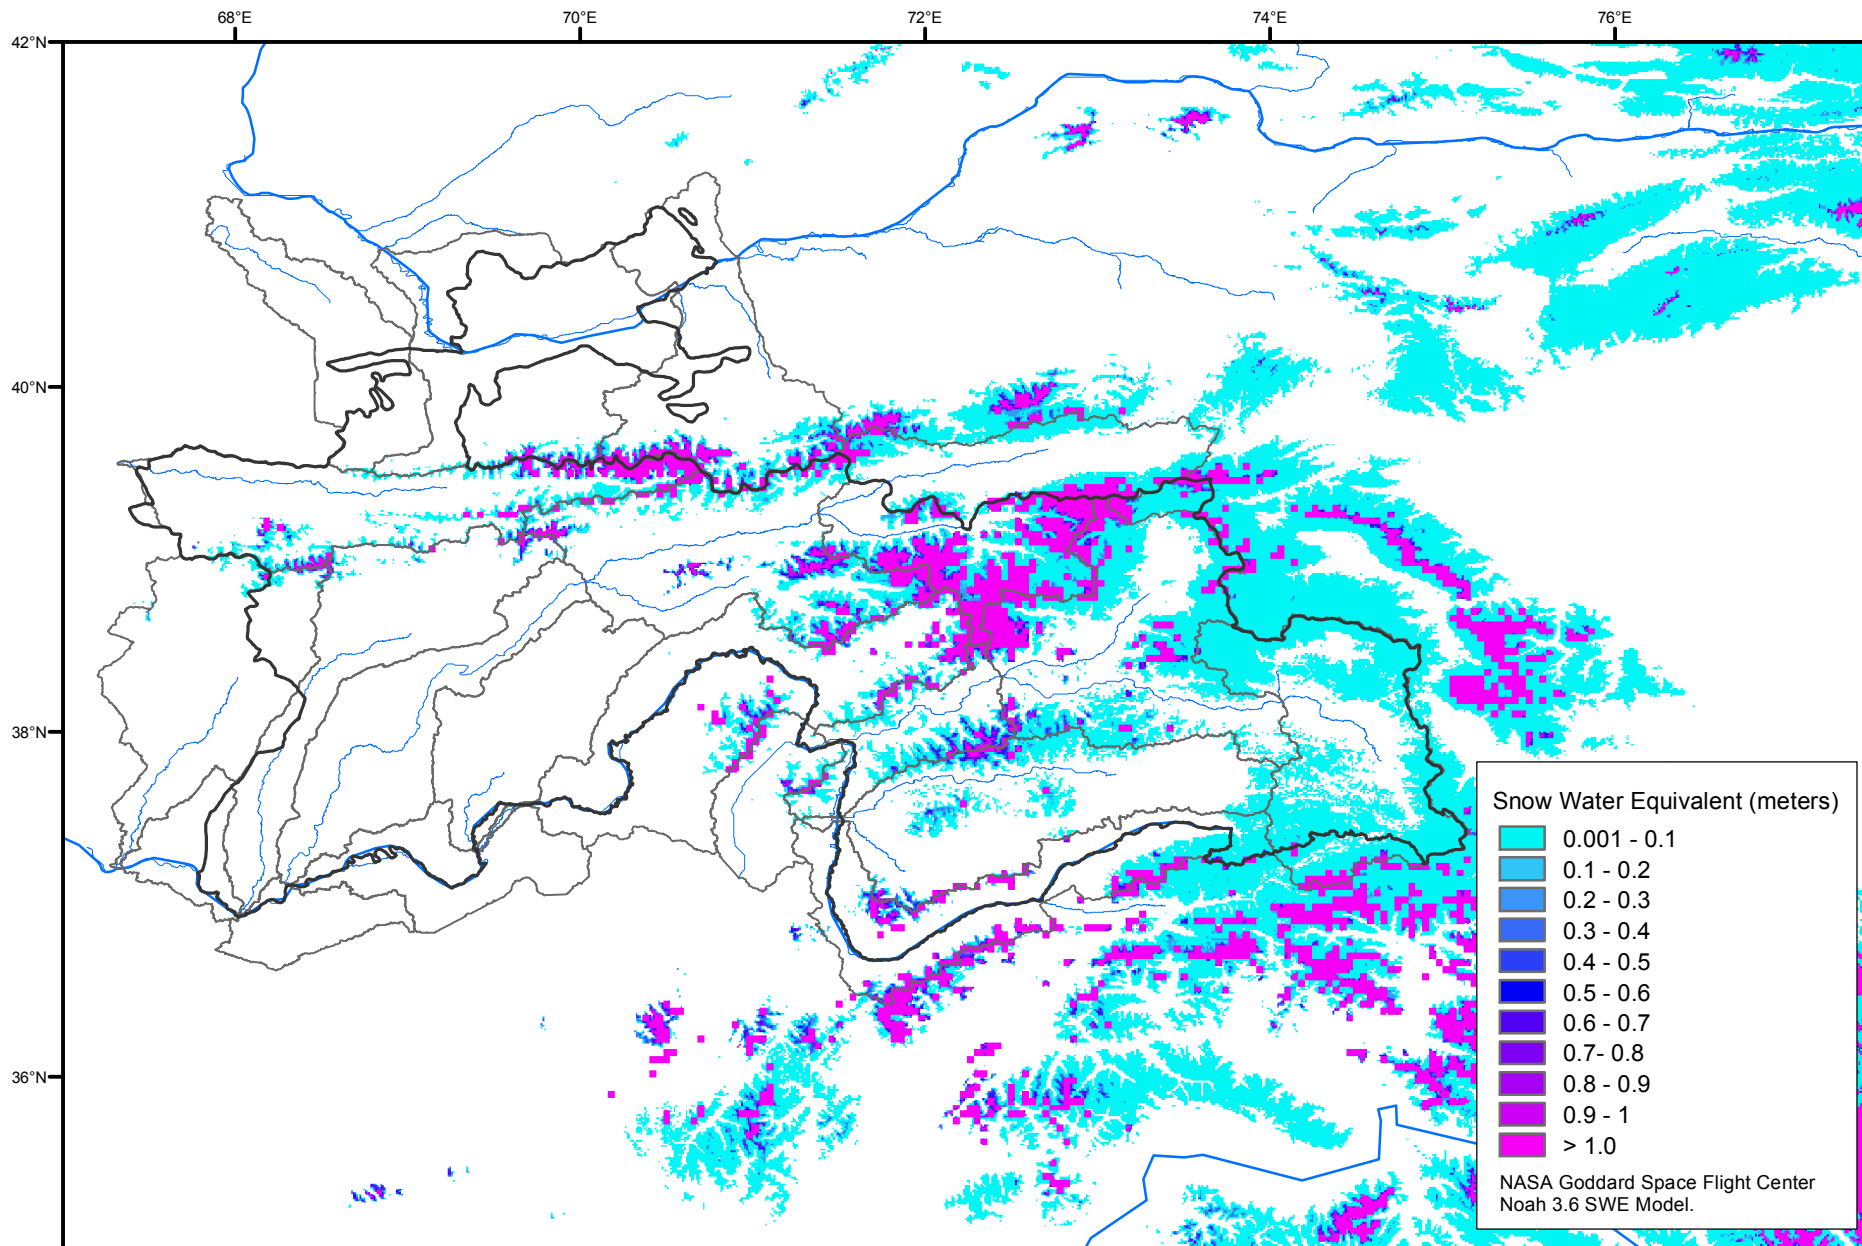 68°E
70°E
72°E
74°E
76°E
42°N
40°N
38°N
36°N
Snow Water Equivalent (meters)
0.001 - 0.1
0.1 - 0.2
0.2 - 0.3
0.3 - 0.4
0.4 - 0.5
0.5 - 0.6
0.6 - 0.7
0.7- 0.8
0.8 - 0.9
0.9 - 1
> 1.0
NASA Goddard Space Flight Center
Noah 3.6 SWE Model.